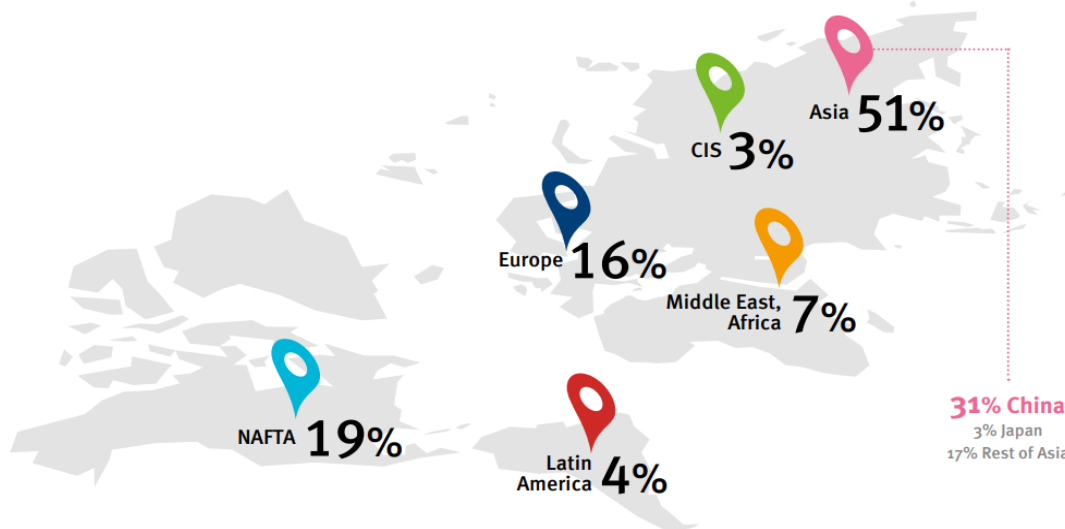 Asia 51%
CIS 3%
Europe 16%
Middle East,
Africa 7%
31% China
3% Japan
17% Rest of Asia
NAFTA 19%
Latin
America 4%